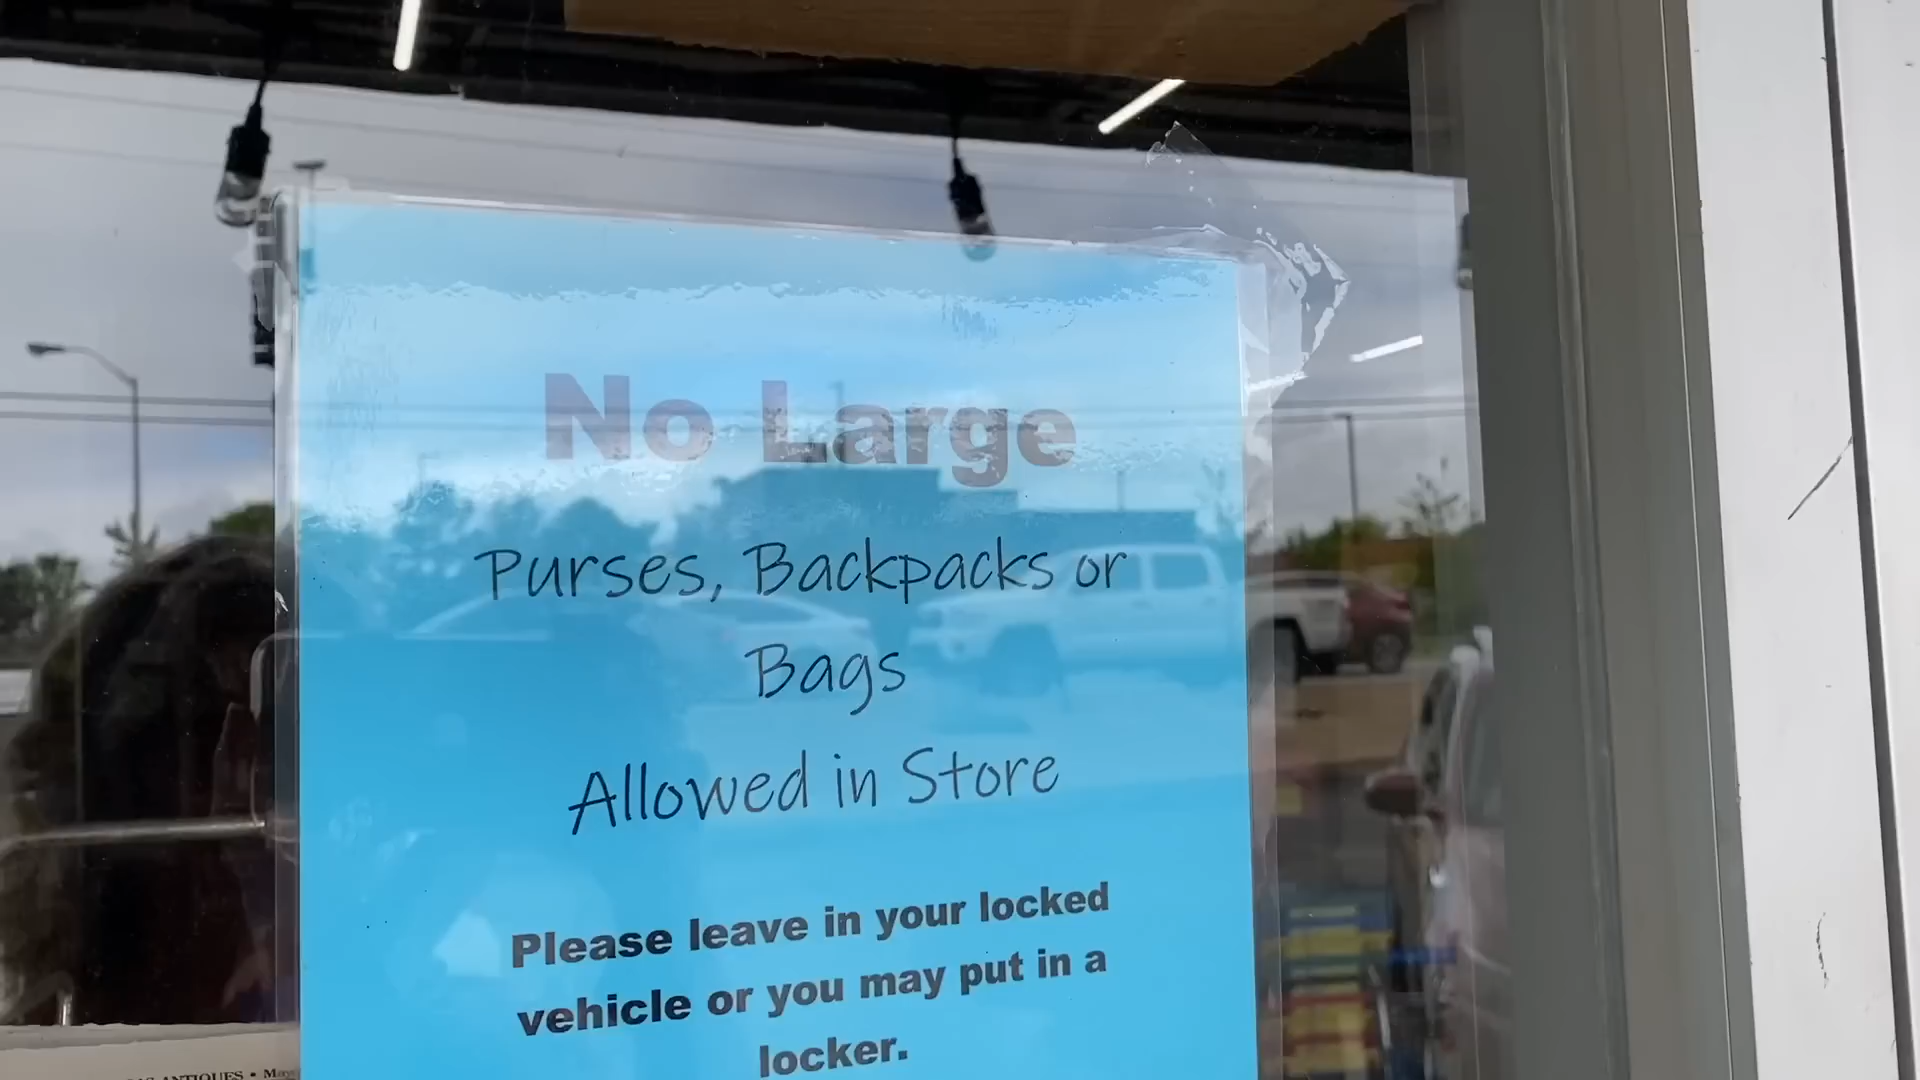 No Large
Purses, Backpacks or
Bags
Allowed in Store
Please leave in your locked
vehicle or you may put in a
locker.
ANTIQUES •